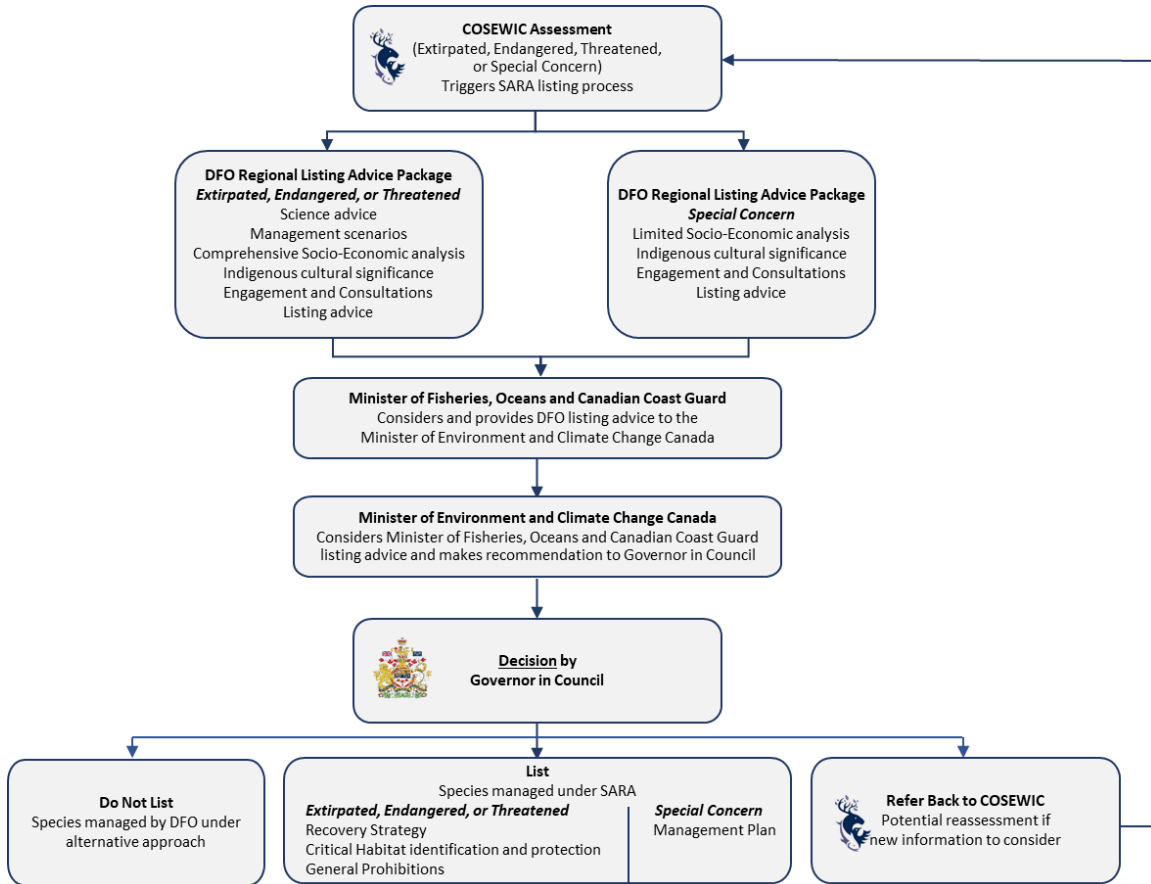 COSEWIC Assessment
(Extirpated, Endangered, Threatened,
or Special Concern)
Triggers SARA listing process
DFO Regional Listing Advice Package
Extirpated, Endangered, or Threatened
Science advice
Management scenarios
Comprehensive Socio-Economic analysis
Indigenous cultural significance
Engagement and Consultations
Listing advice
DFO Regional Listing Advice Package
Special Concern
Limited Socio-Economic analysis
Indigenous cultural significance
Engagement and Consultations
Listing advice
Minister of Fisheries, Oceans and Canadian Coast Guard
Considers and provides DFO listing advice to the
Minister of Environment and Climate Change Canada
Minister of Environment and Climate Change Canada
Considers Minister of Fisheries, Oceans and Canadian Coast Guard
listing advice and makes recommendation to Governor in Council
Decision by
Governor in Council
Do Not List
Species managed by DFO under
alternative approach
List
Species managed under SARA
Extirpated, Endangered, or Threatened
Recovery Strategy
Critical Habitat identification and protection
General Prohibitions
Special Concern
Management Plan
Refer Back to COSEWIC
Potential reassessment if
new information to consider